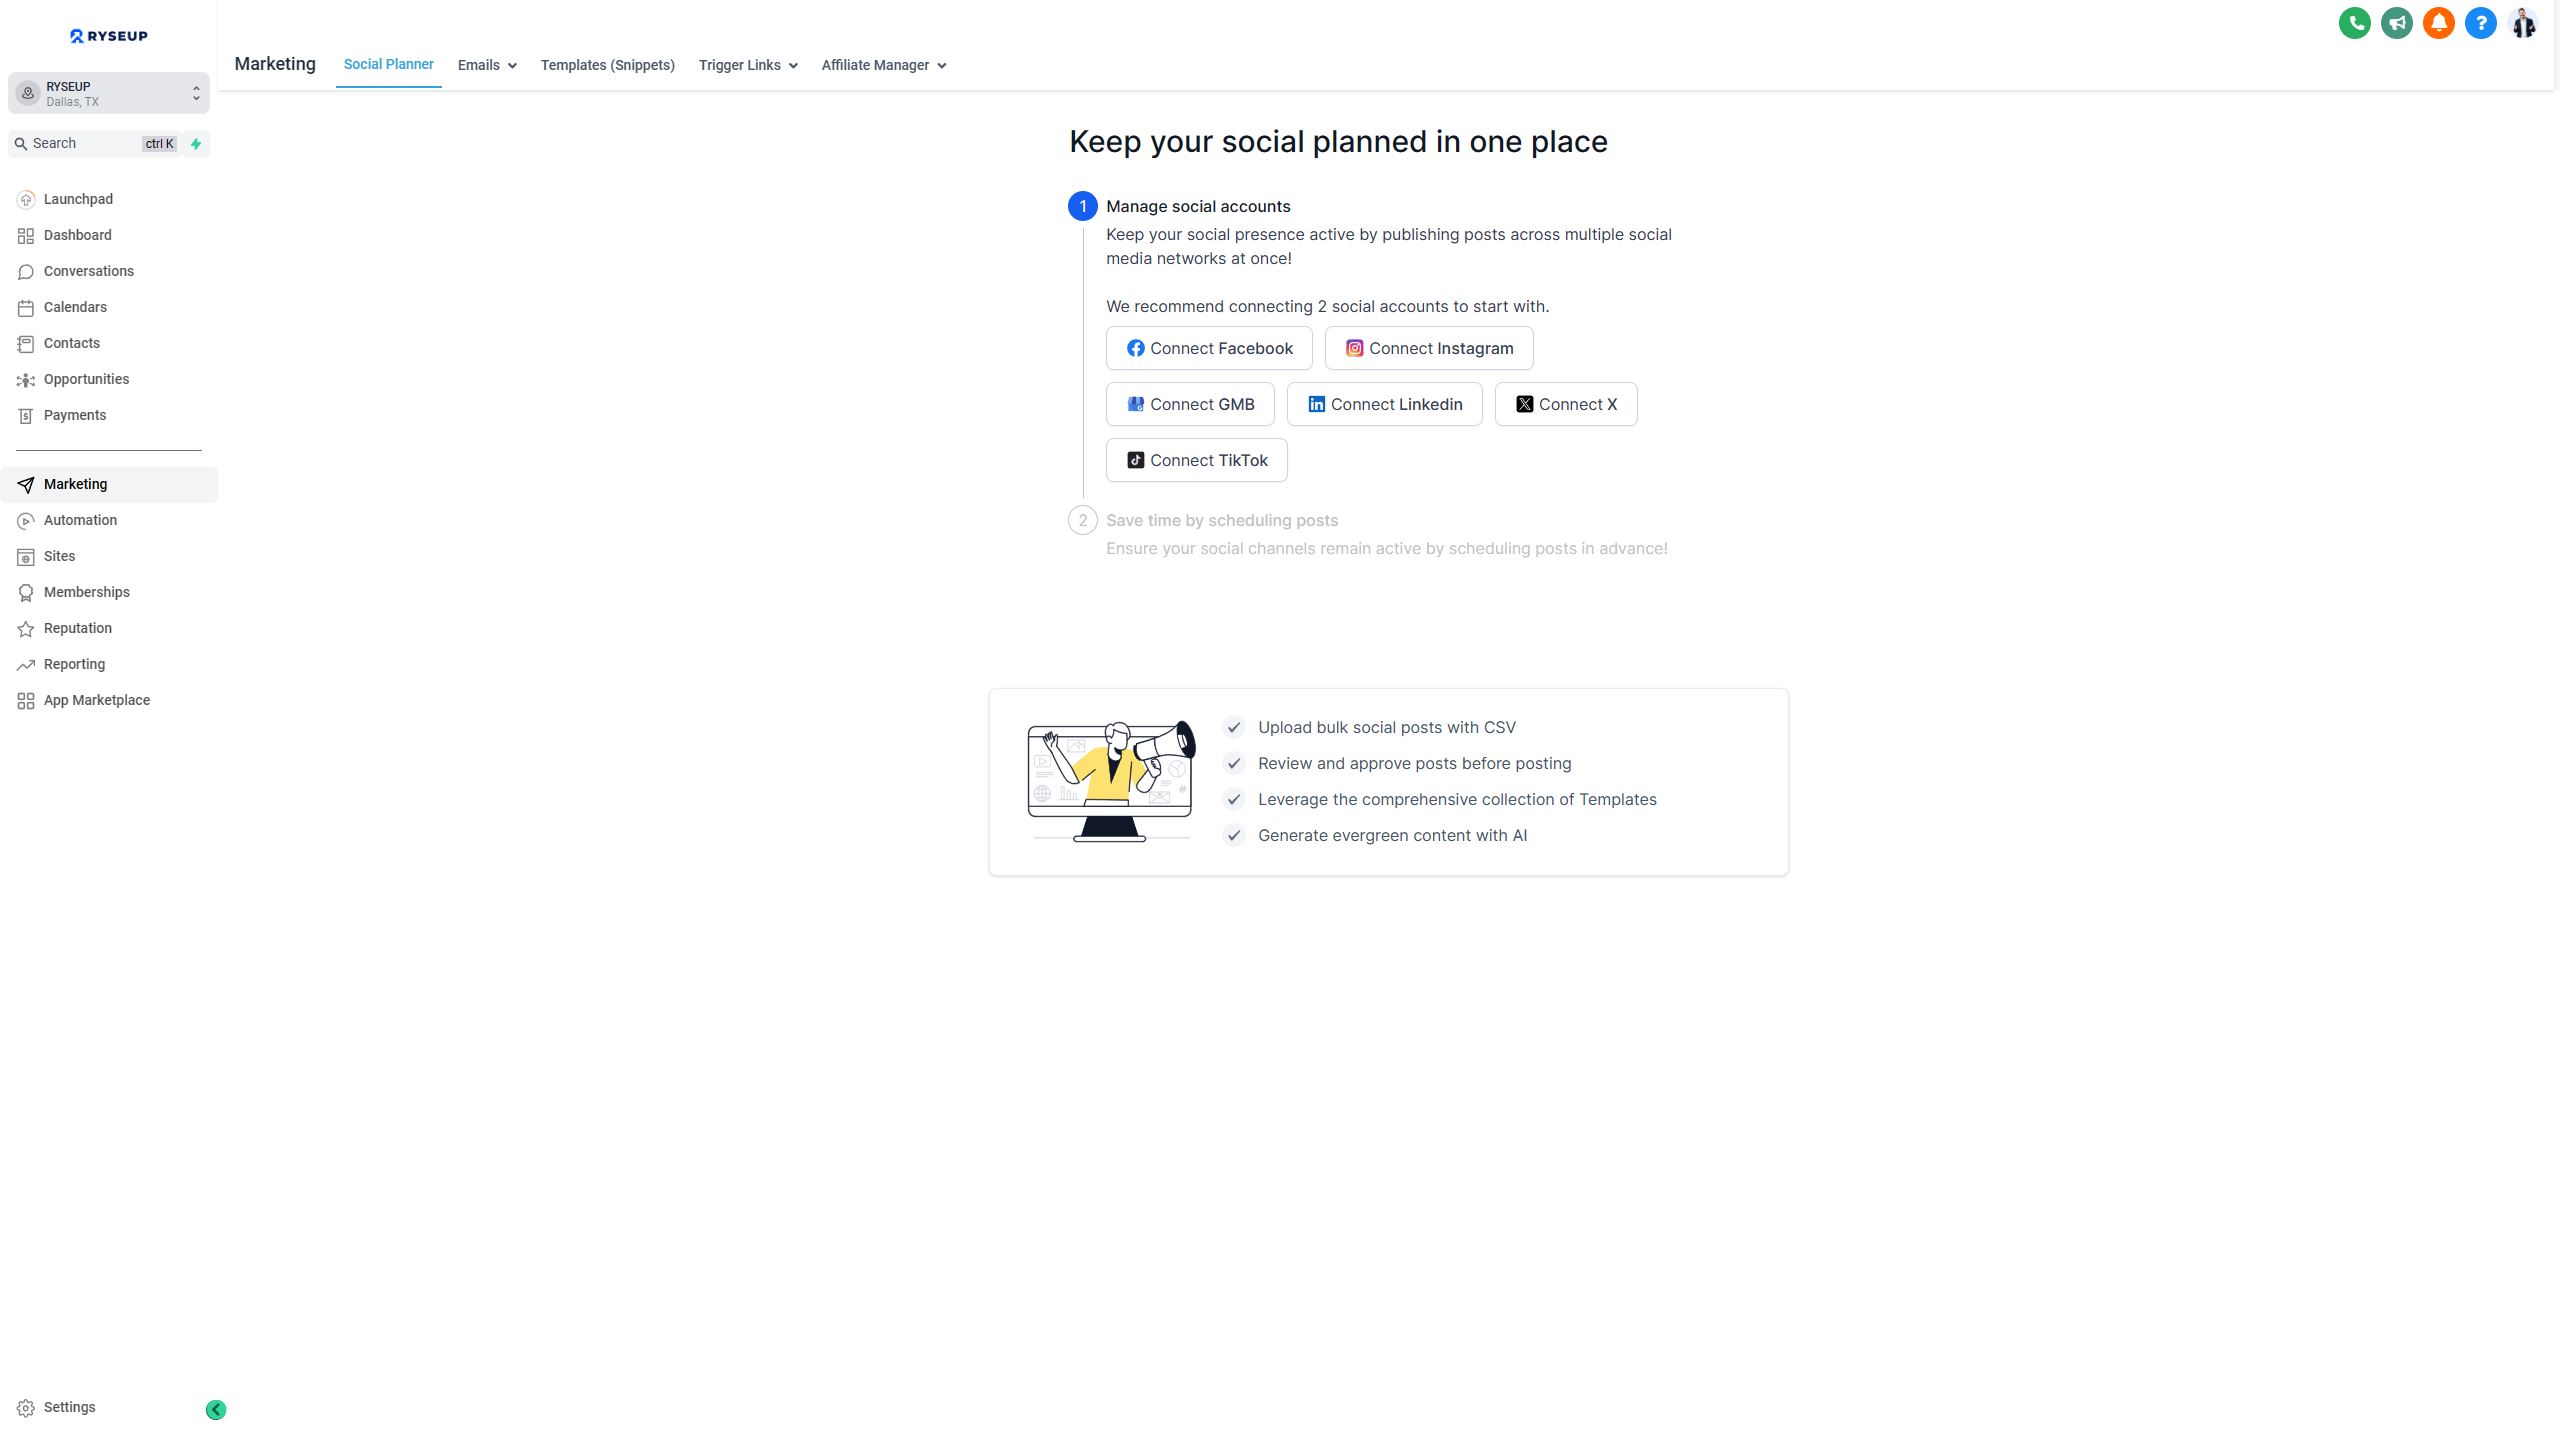 RYSEUP
RYSEUP
Dallas, TX
Search ctrl K
Launchpad
Dashboard
Conversations
Calendars
Contacts
Opportunities
Payments
Marketing
Automation
Sites
Memberships
Reputation
Reporting
App Marketplace
Settings
Marketing Social Planner Emails Templates (Snippets) Trigger Links Affiliate Manager
?
Keep your social planned in one place
1 Manage social accounts
Keep your social presence active by publishing posts across multiple social
media networks at once!
We recommend connecting 2 social accounts to start with.
Connect Facebook Connect Instagram
Connect GMB Connect Linkedin Connect X
Connect TikTok
2 Save time by scheduling posts
Ensure your social channels remain active by scheduling posts in advance!
Upload bulk social posts with CSV
Review and approve posts before posting
Leverage the comprehensive collection of Templates
Generate evergreen content with AI